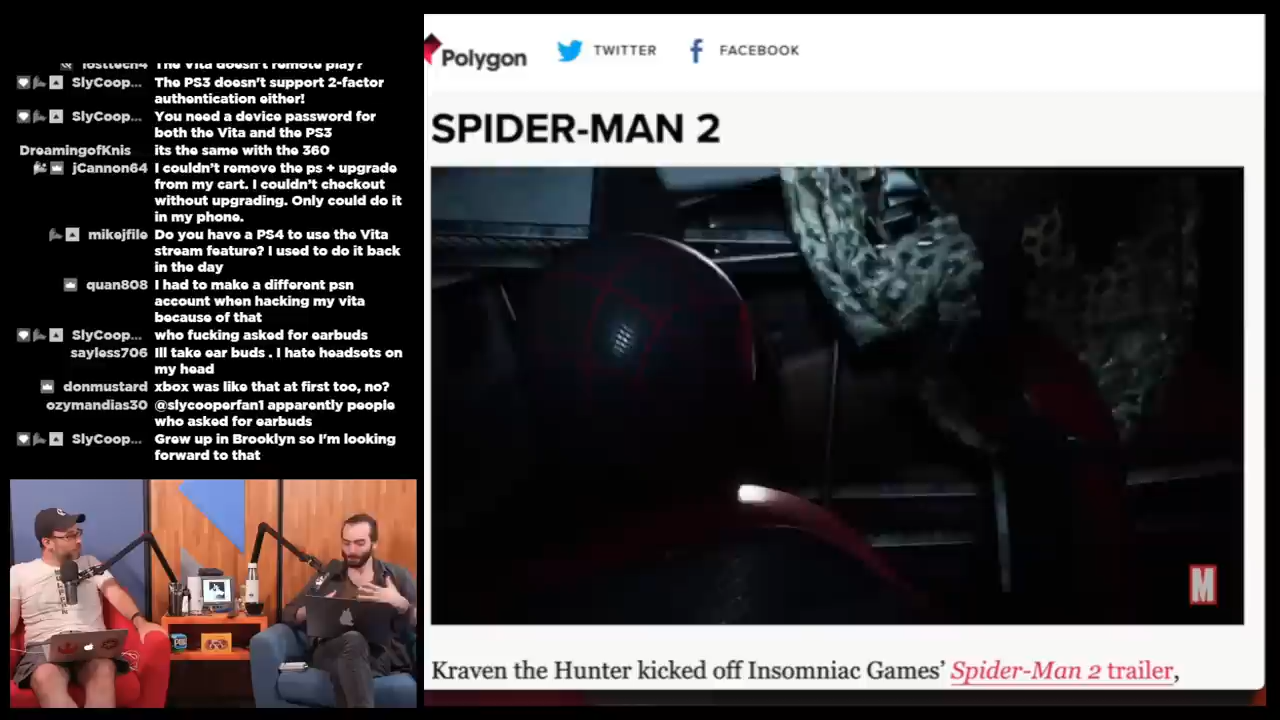 losttech4 The Vita doesn't remote play?
SlyCoop... The PS3 doesn't support 2-factor
authentication either!
SlyCoop... You need a device password for
both the Vita and the PS3
DreamingofKnis its the same with the 360
jCannon64 I couldn't remove the ps + upgrade
from my cart. I couldn't checkout
without upgrading. Only could do it
in my phone.
mikejfile Do you have a PS4 to use the Vita
stream feature? I used to do it back
in the day
quan808 I had to make a different psn
account when hacking my vita
because of that
SlyCoop... who fucking asked for earbuds
sayless706 Ill take ear buds . I hate headsets on
my head
donmustard xbox was like that at first too, no?
ozymandias30 @slycooperfan1 apparently people
who asked for earbuds
SlyCoop... Grew up in Brooklyn so I'm looking
forward to that
Polygon TWITTER FACEBOOK
SPIDER-MAN 2
M
Kraven the Hunter kicked off Insomniac Games' Spider-Man 2 trailer,